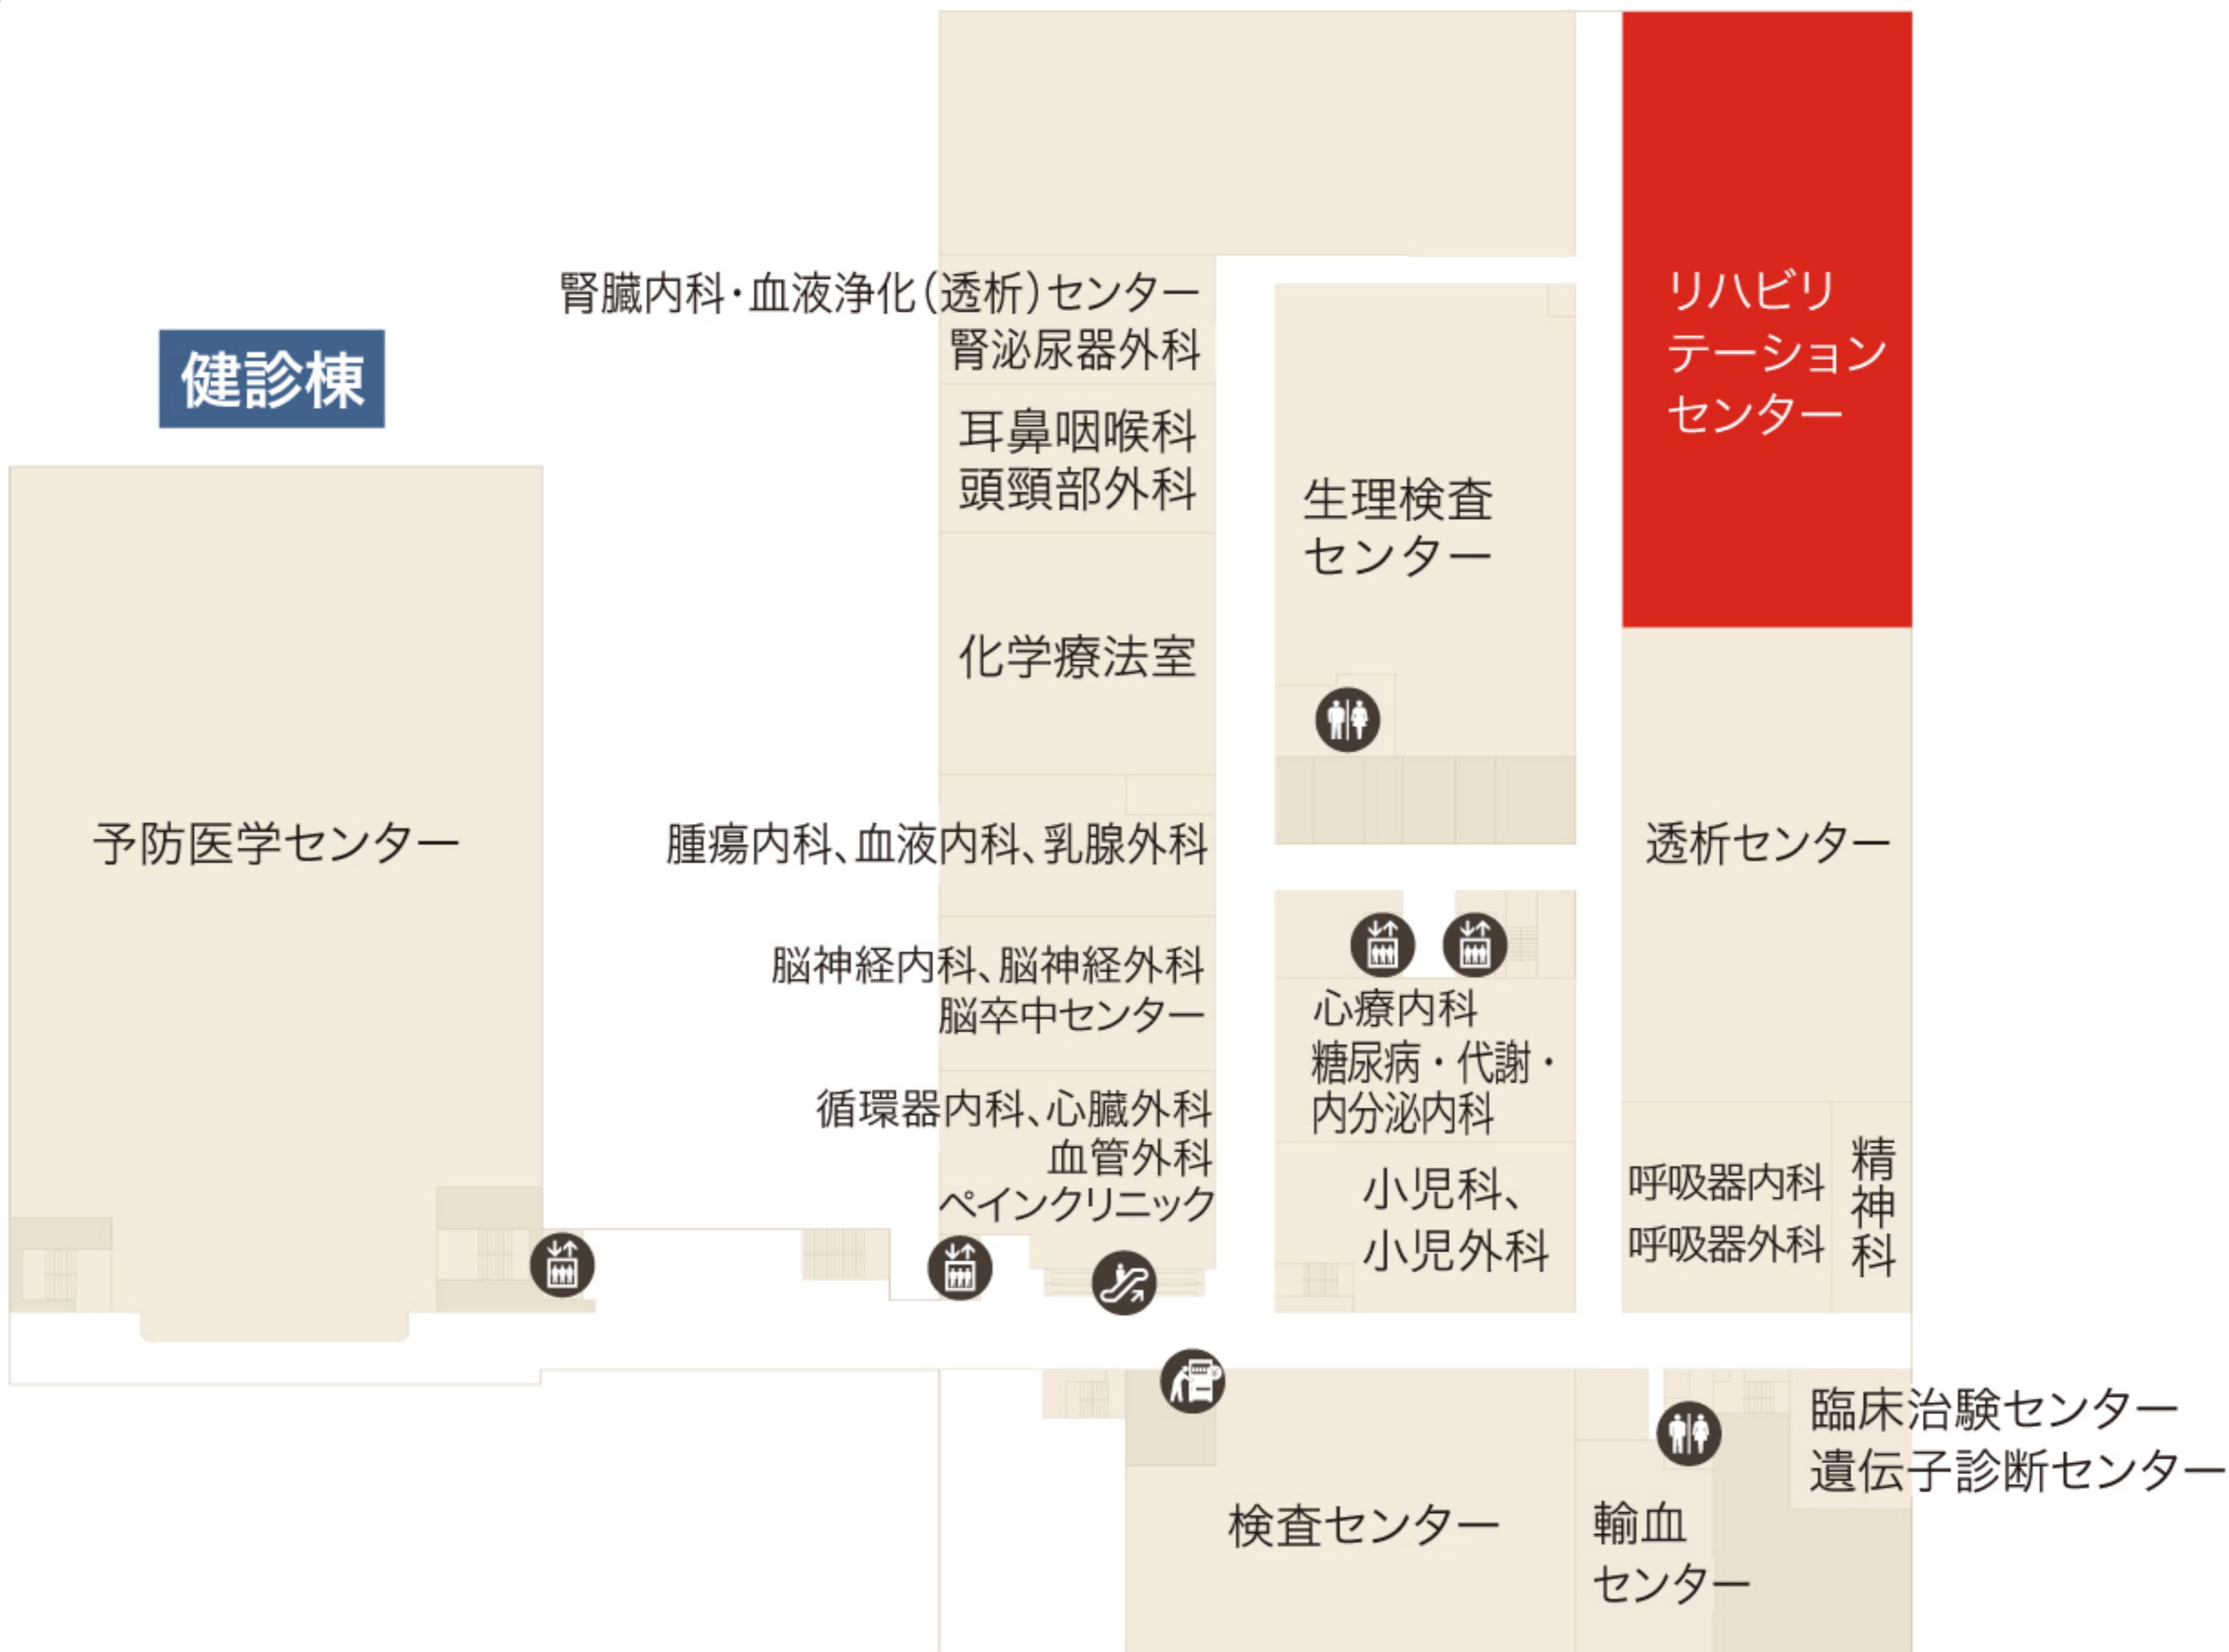 腎臓内科・血液浄化(透析)センター
腎泌尿器外科
耳鼻咽喉科
頭頸部外科
化学療法室
腫瘍内科、血液内科、乳腺外科
脳神経内科、脳神経外科
脳卒中センター
循環器内科、心臓外科
血管外科
ペインクリニック
健診棟
予防医学センター
生理検査
センター
心療内科
糖尿病・代謝・
内分泌内科
小児科、
小児外科
リハビリ
テーション
センター
透析センター
呼吸器内科
呼吸器外科
精神科
検査センター
輸血
センター
臨床治験センター
遺伝子診断センター